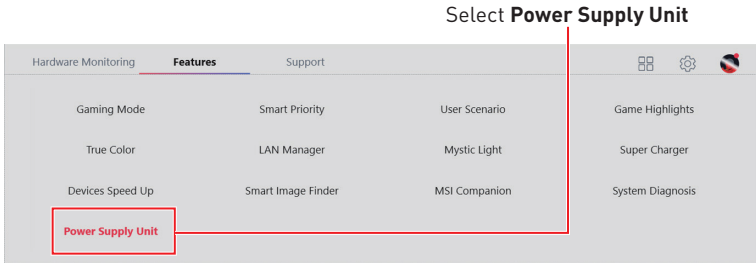 Select Power Supply Unit
Hardware Monitoring Features Support
Gaming Mode Smart Priority User Scenario Game Highlights
True Color LAN Manager Mystic Light Super Charger
Devices Speed Up Smart Image Finder MSI Companion System Diagnosis
Power Supply Unit